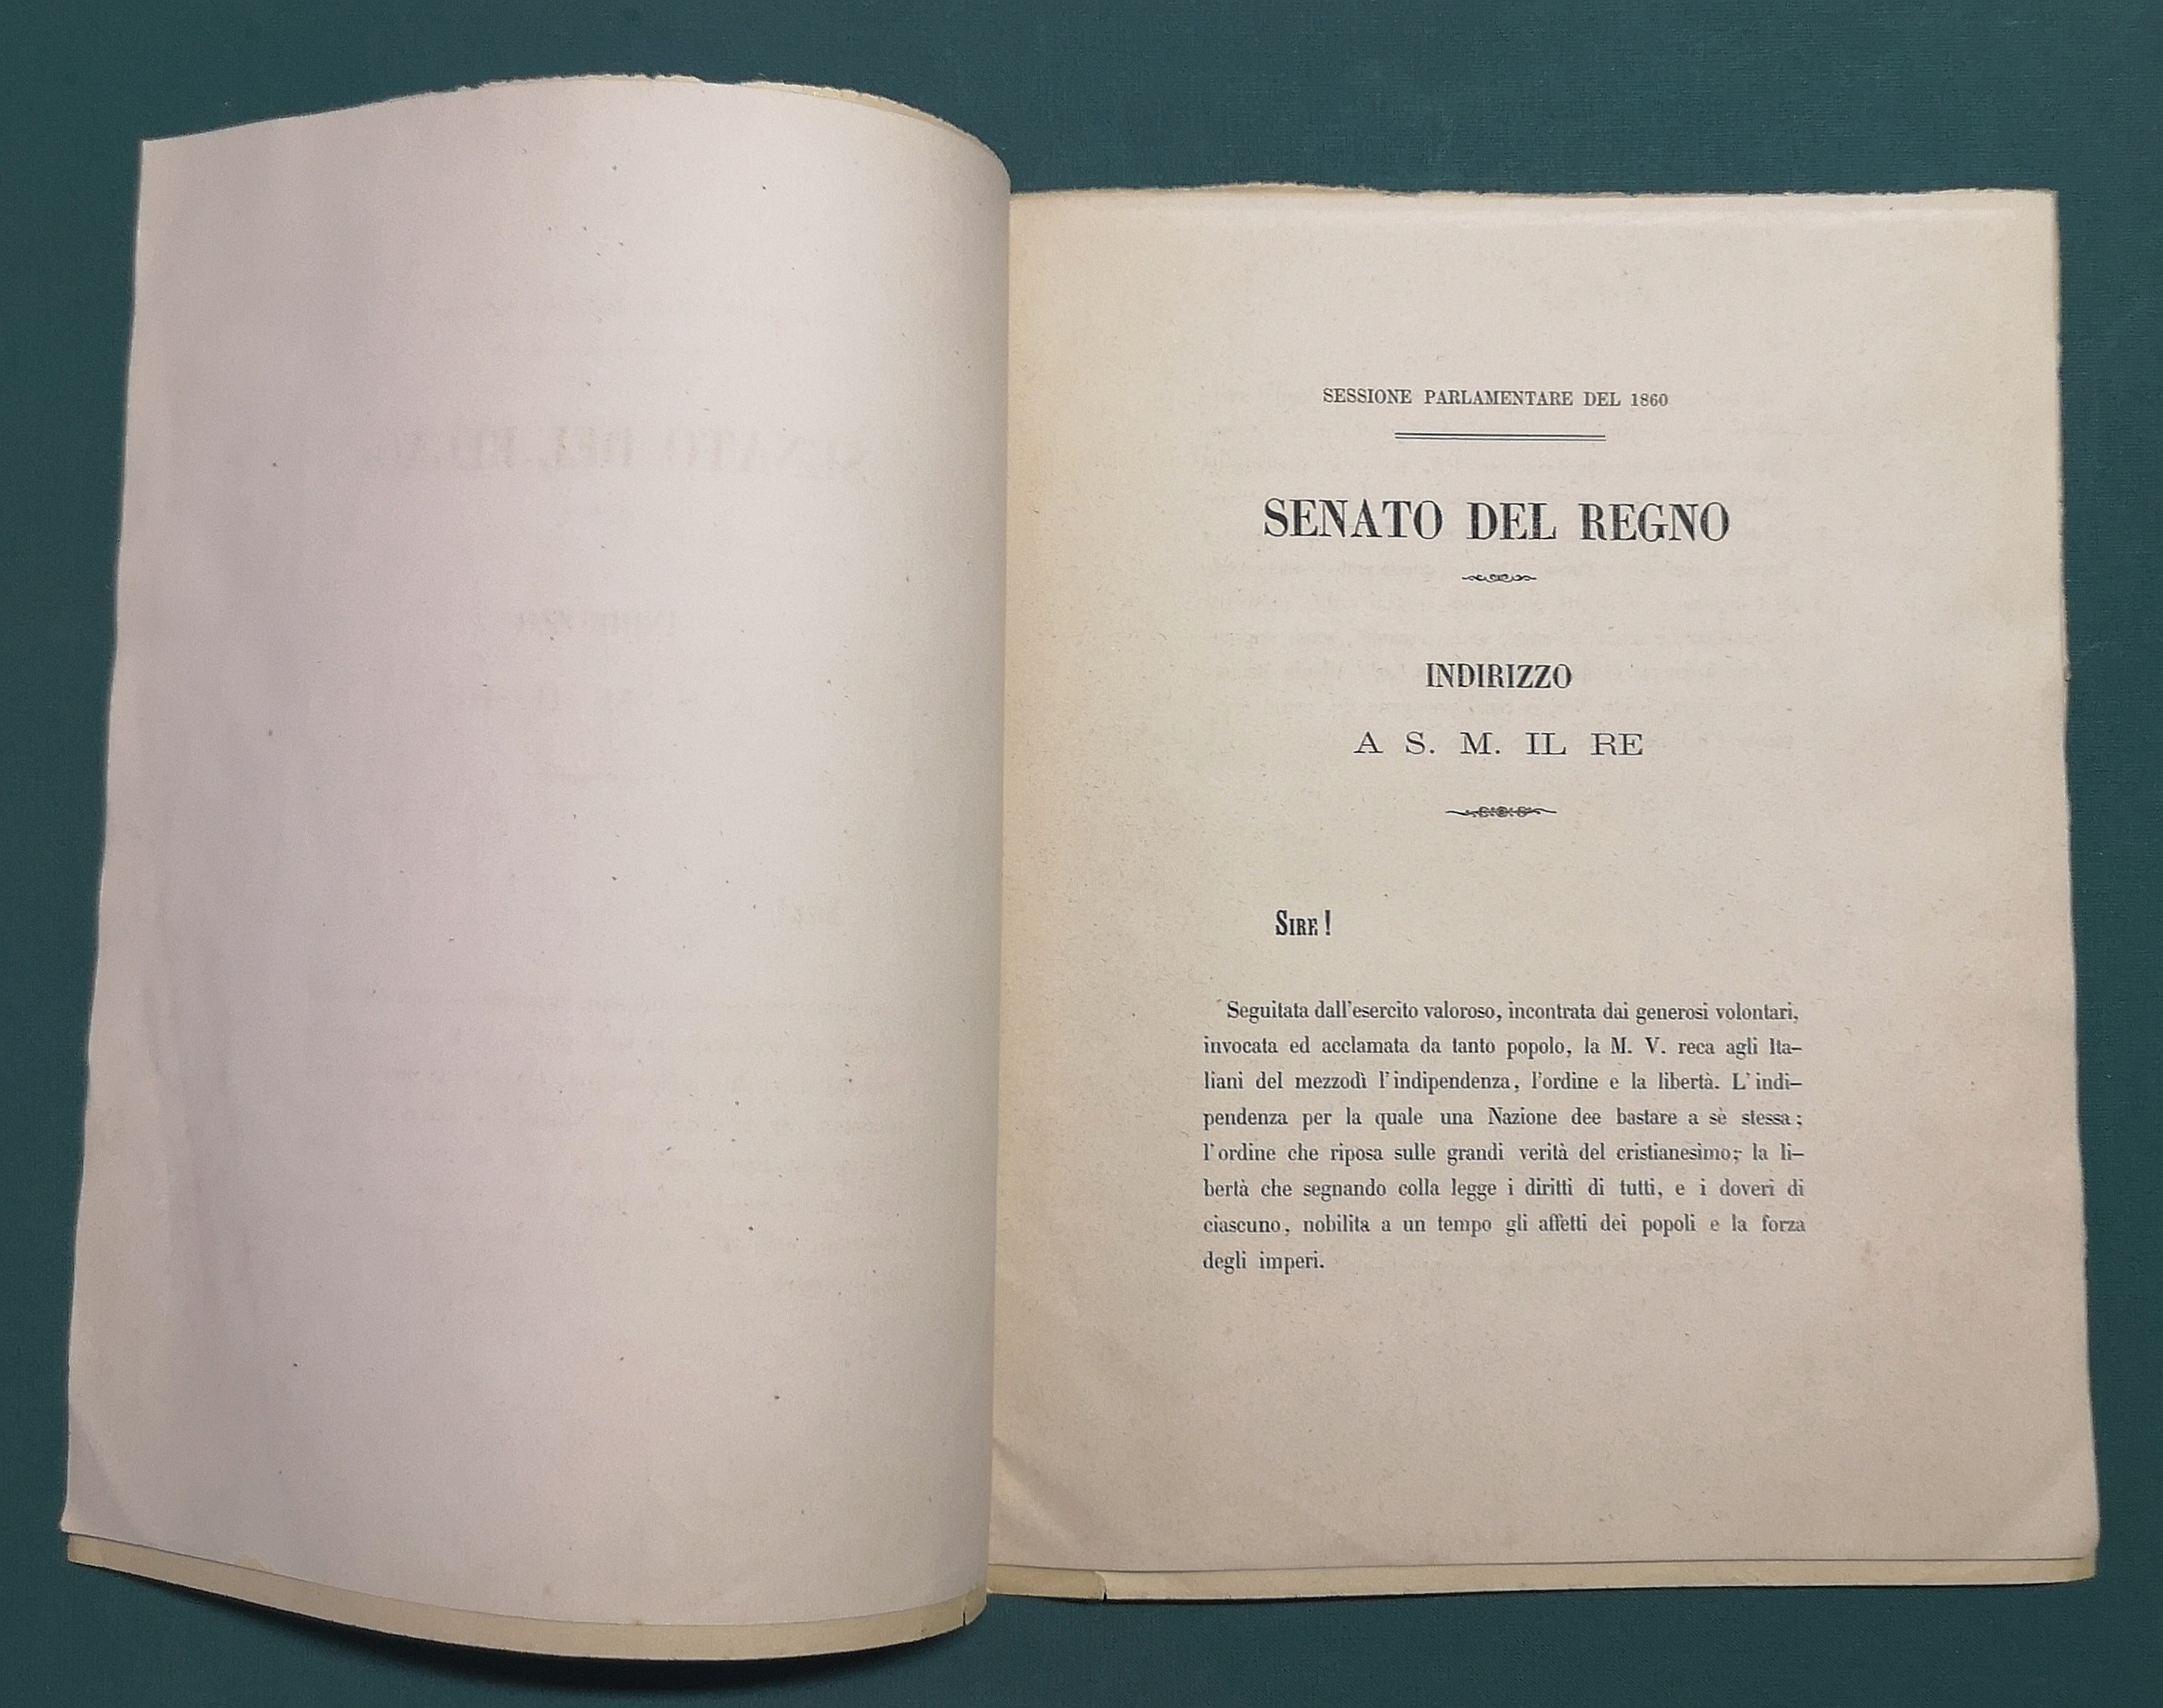 SESSIONE PARLAMENTARE DEL 1860
SENATO DEL REGNO
INDIRIZZO
A S. M. IL RE
SIRE !
Seguitata dall'esercito valoroso, incontrata dai generosi volontari,
invocata ed acclamata da tanto popolo, la M. V. reca agli Ita-
liani del mezzodì l'indipendenza, l'ordine e la libertà. L'indi-
pendenza per la quale una Nazione dee bastare a sè stessa;
l'ordine che riposa sulle grandi verità del cristianesimo; la li-
bertà che segnando colla legge i diritti di tutti, e i doveri di
ciascuno, nobilita a un tempo gli affetti dei popoli e la forza
degli imperi.